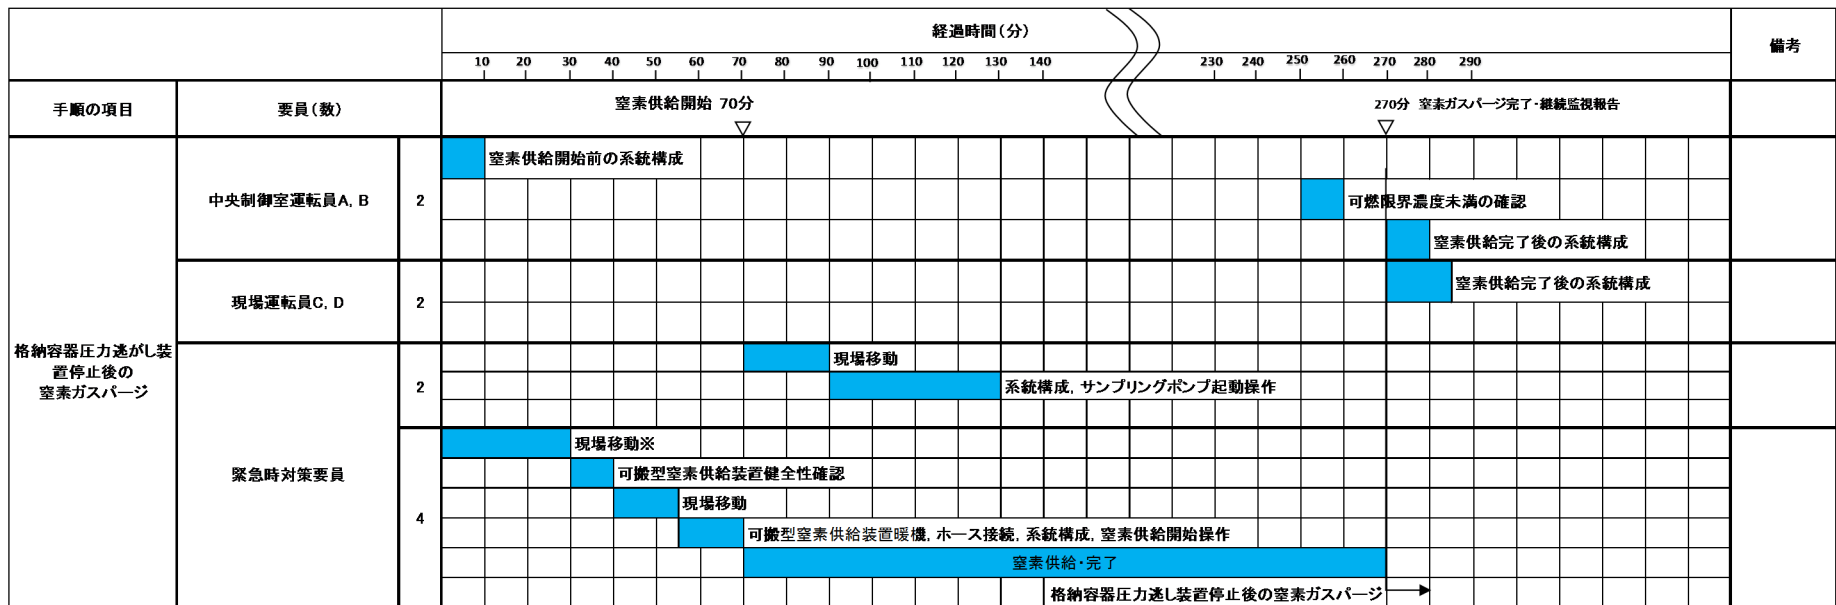 経過時間（分）
備考
10 20 30 40 50 60 70 80 90 100 110 120 130 140 230 240 250 260 270 280 290
手順の項目
要員（数）
窒素供給開始 70分
270分 窒素ガスパージ完了・継続監視報告
格納容器圧力逃がし装
置停止後の
窒素ガスパージ
中央制御室運転員A, B
2
窒素供給開始前の系統構成
可燃限界濃度未満の確認
窒素供給完了後の系統構成
現場運転員C, D
2
窒素供給完了後の系統構成
緊急時対策要員
2
現場移動
系統構成, サンプリングポンプ起動操作
4
現場移動※
可搬型窒素供給装置健全性確認
現場移動
可搬型窒素供給装置暖機, ホース接続, 系統構成, 窒素供給開始操作
窒素供給・完了
格納容器圧力逃し装置停止後の窒素ガスパージ